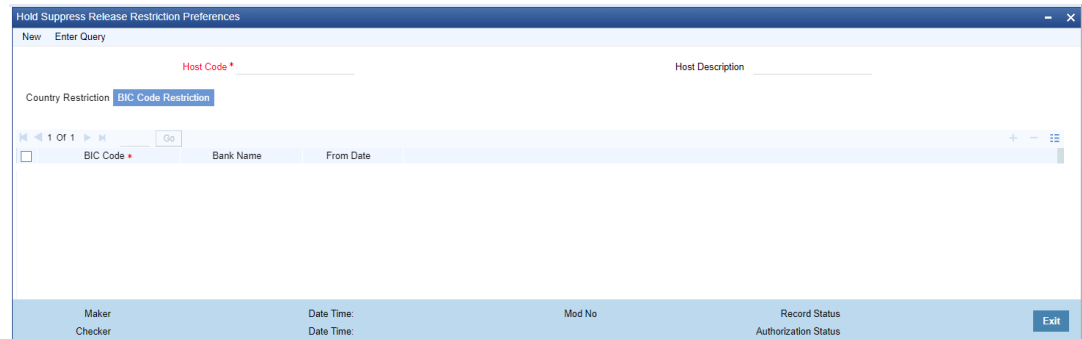 Hold Suppress Release Restriction Preferences
New Enter Query
Host Code * Host Description
Country Restriction BIC Code Restriction
1 Of 1 Go
BIC Code * Bank Name From Date
Maker Date Time: Mod No Record Status
Checker Date Time: Authorization Status
Exit